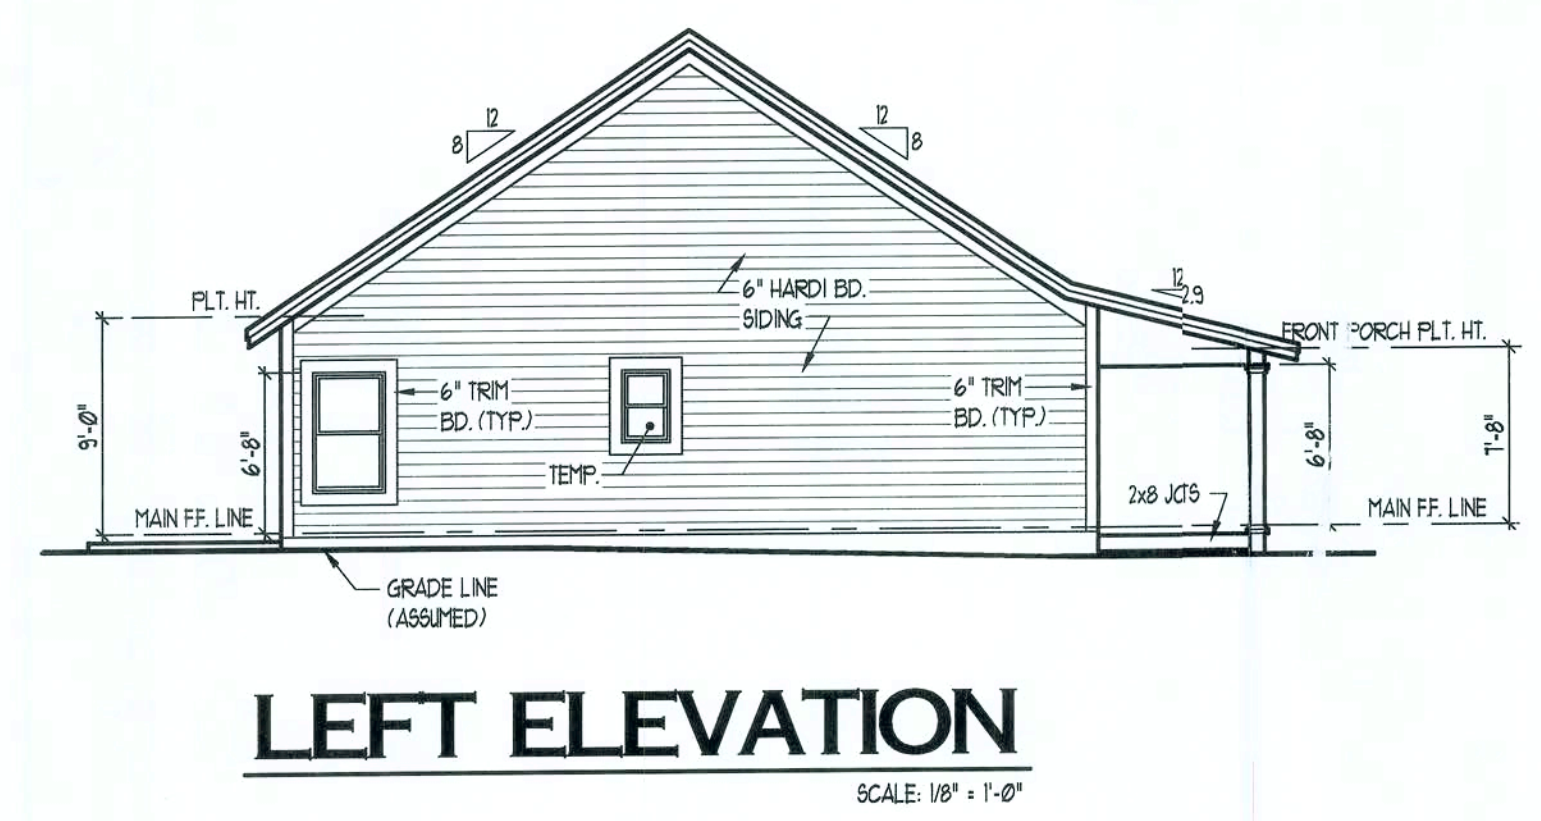 12
8
12
8
12
2.9
PLT. HT.
6" HARDI BD.
SIDING
FRONT PORCH PLT. HT.
6" TRIM
BD. (TYP.)
6" TRIM
BD. (TYP.)
9'-0"
6'-8"
6'-8"
7'-8"
TEMP.
2x8 JCTS
MAIN F.F. LINE
MAIN F.F. LINE
GRADE LINE
(ASSUMED)
LEFT ELEVATION
SCALE: 1/8" = 1'-0"